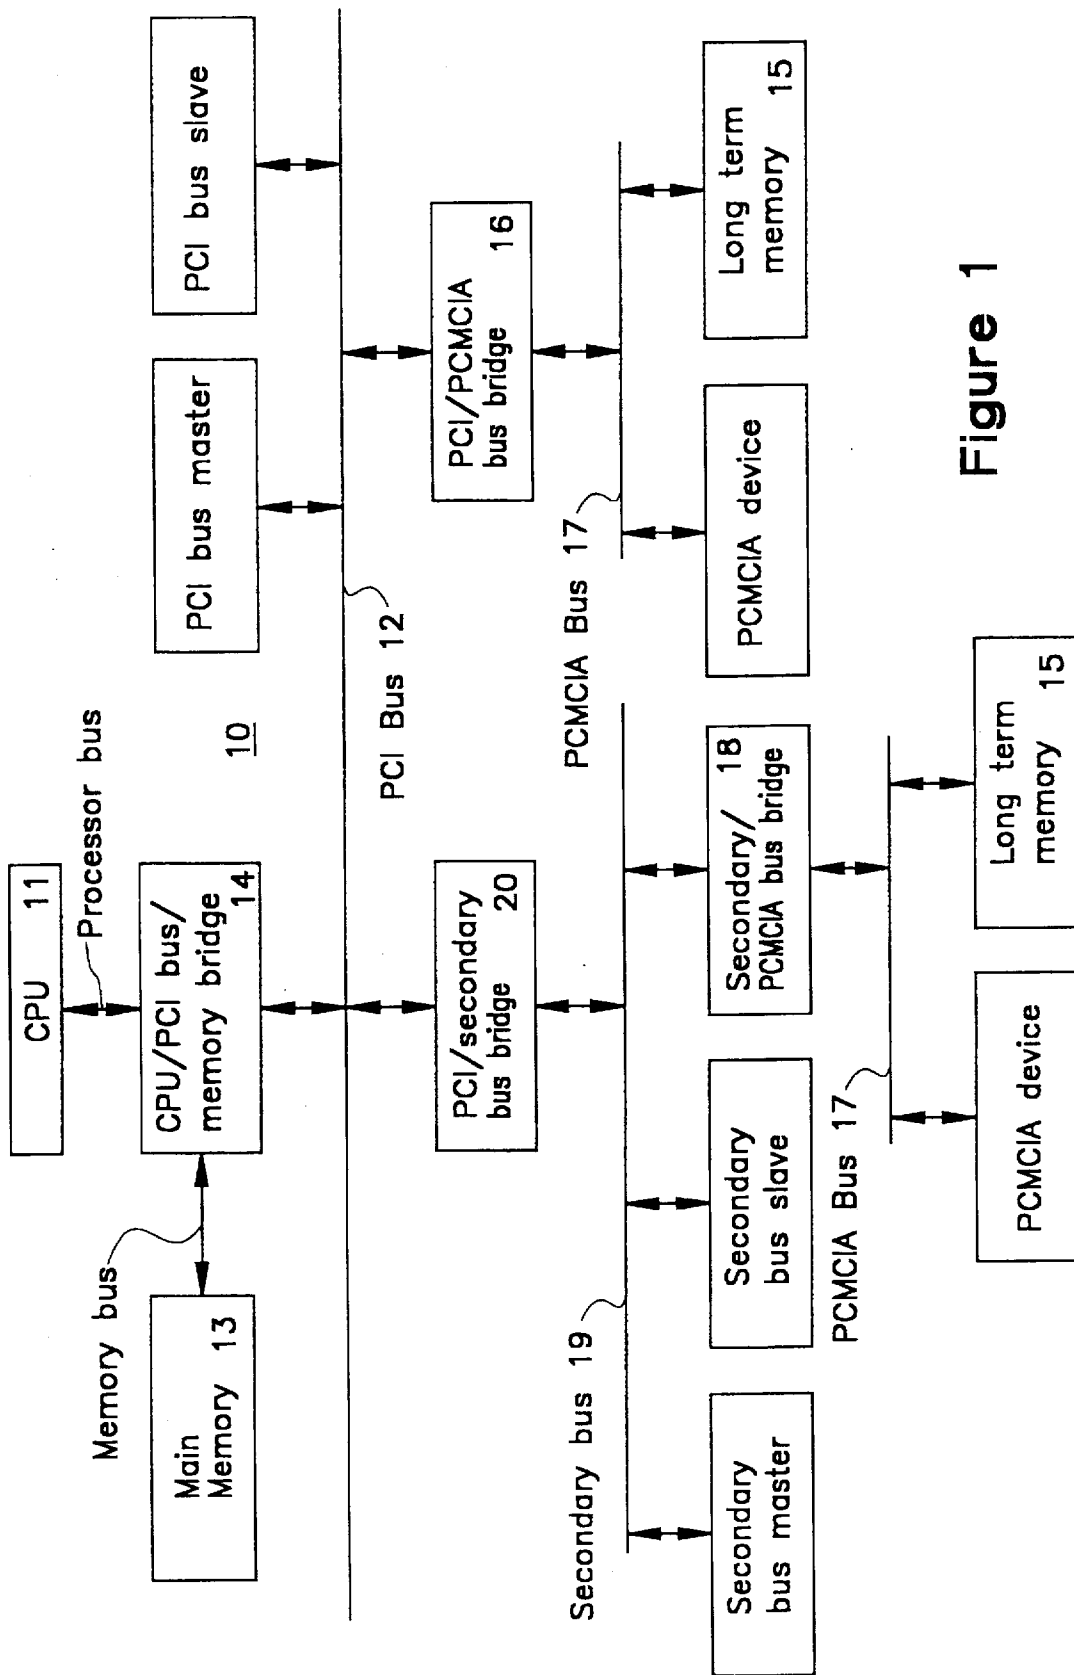 CPU 11
Processor bus
Memory bus
Main
Memory 13
CPU/PCI bus/
memory bridge
14
10
PCI bus master
PCI bus slave
PCI Bus 12
PCI/secondary
bus bridge 20
PCI/PCMCIA
bus bridge 16
Secondary bus 19
PCMCIA Bus 17
Secondary
bus master
Secondary
bus slave
Secondary/ 18
PCMCIA bus bridge
PCMCIA device
Long term
memory 15
PCMCIA Bus 17
PCMCIA device
Long term
memory 15
Figure 1